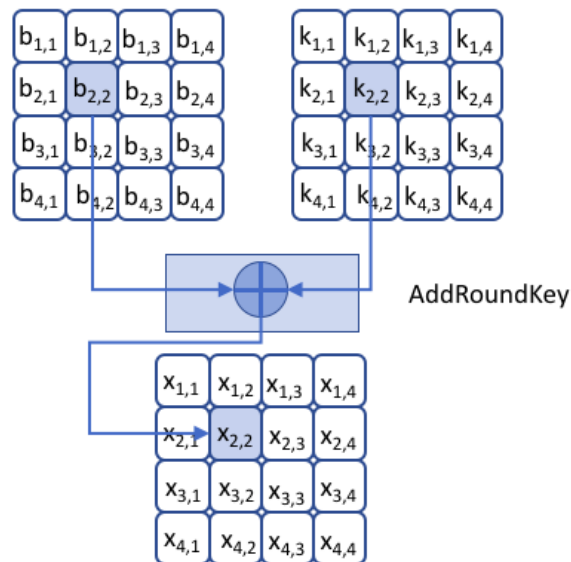 b1,1 b1,2 b1,3 b1,4
b2,1 b2,2 b2,3 b2,4
b3,1 b3,2 b3,3 b3,4
b4,1 b4,2 b4,3 b4,4
k1,1 k1,2 k1,3 k1,4
k2,1 k2,2 k2,3 k2,4
k3,1 k3,2 k3,3 k3,4
k4,1 k4,2 k4,3 k4,4
AddRoundKey
x1,1 x1,2 x1,3 x1,4
x2,1 x2,2 x2,3 x2,4
x3,1 x3,2 x3,3 x3,4
x4,1 x4,2 x4,3 x4,4